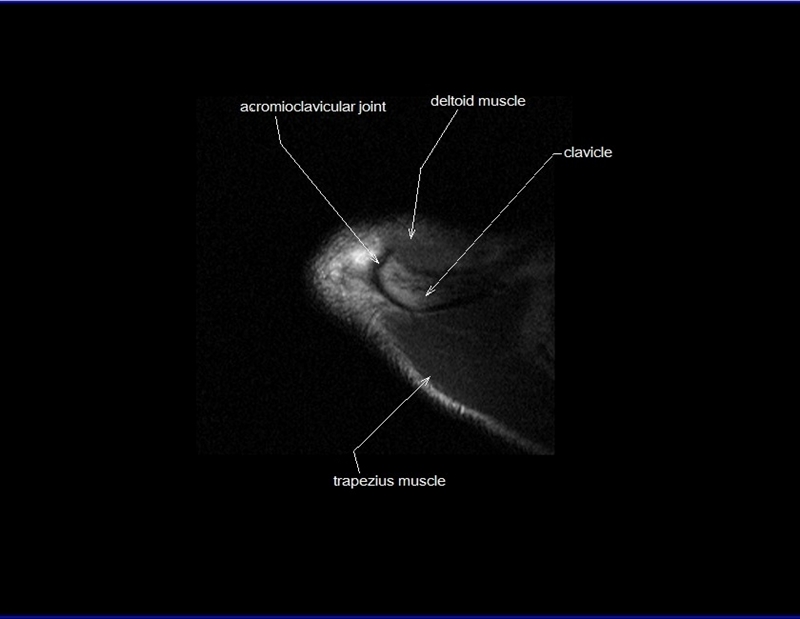 acromioclavicular joint
deltoid muscle
clavicle
trapezius muscle